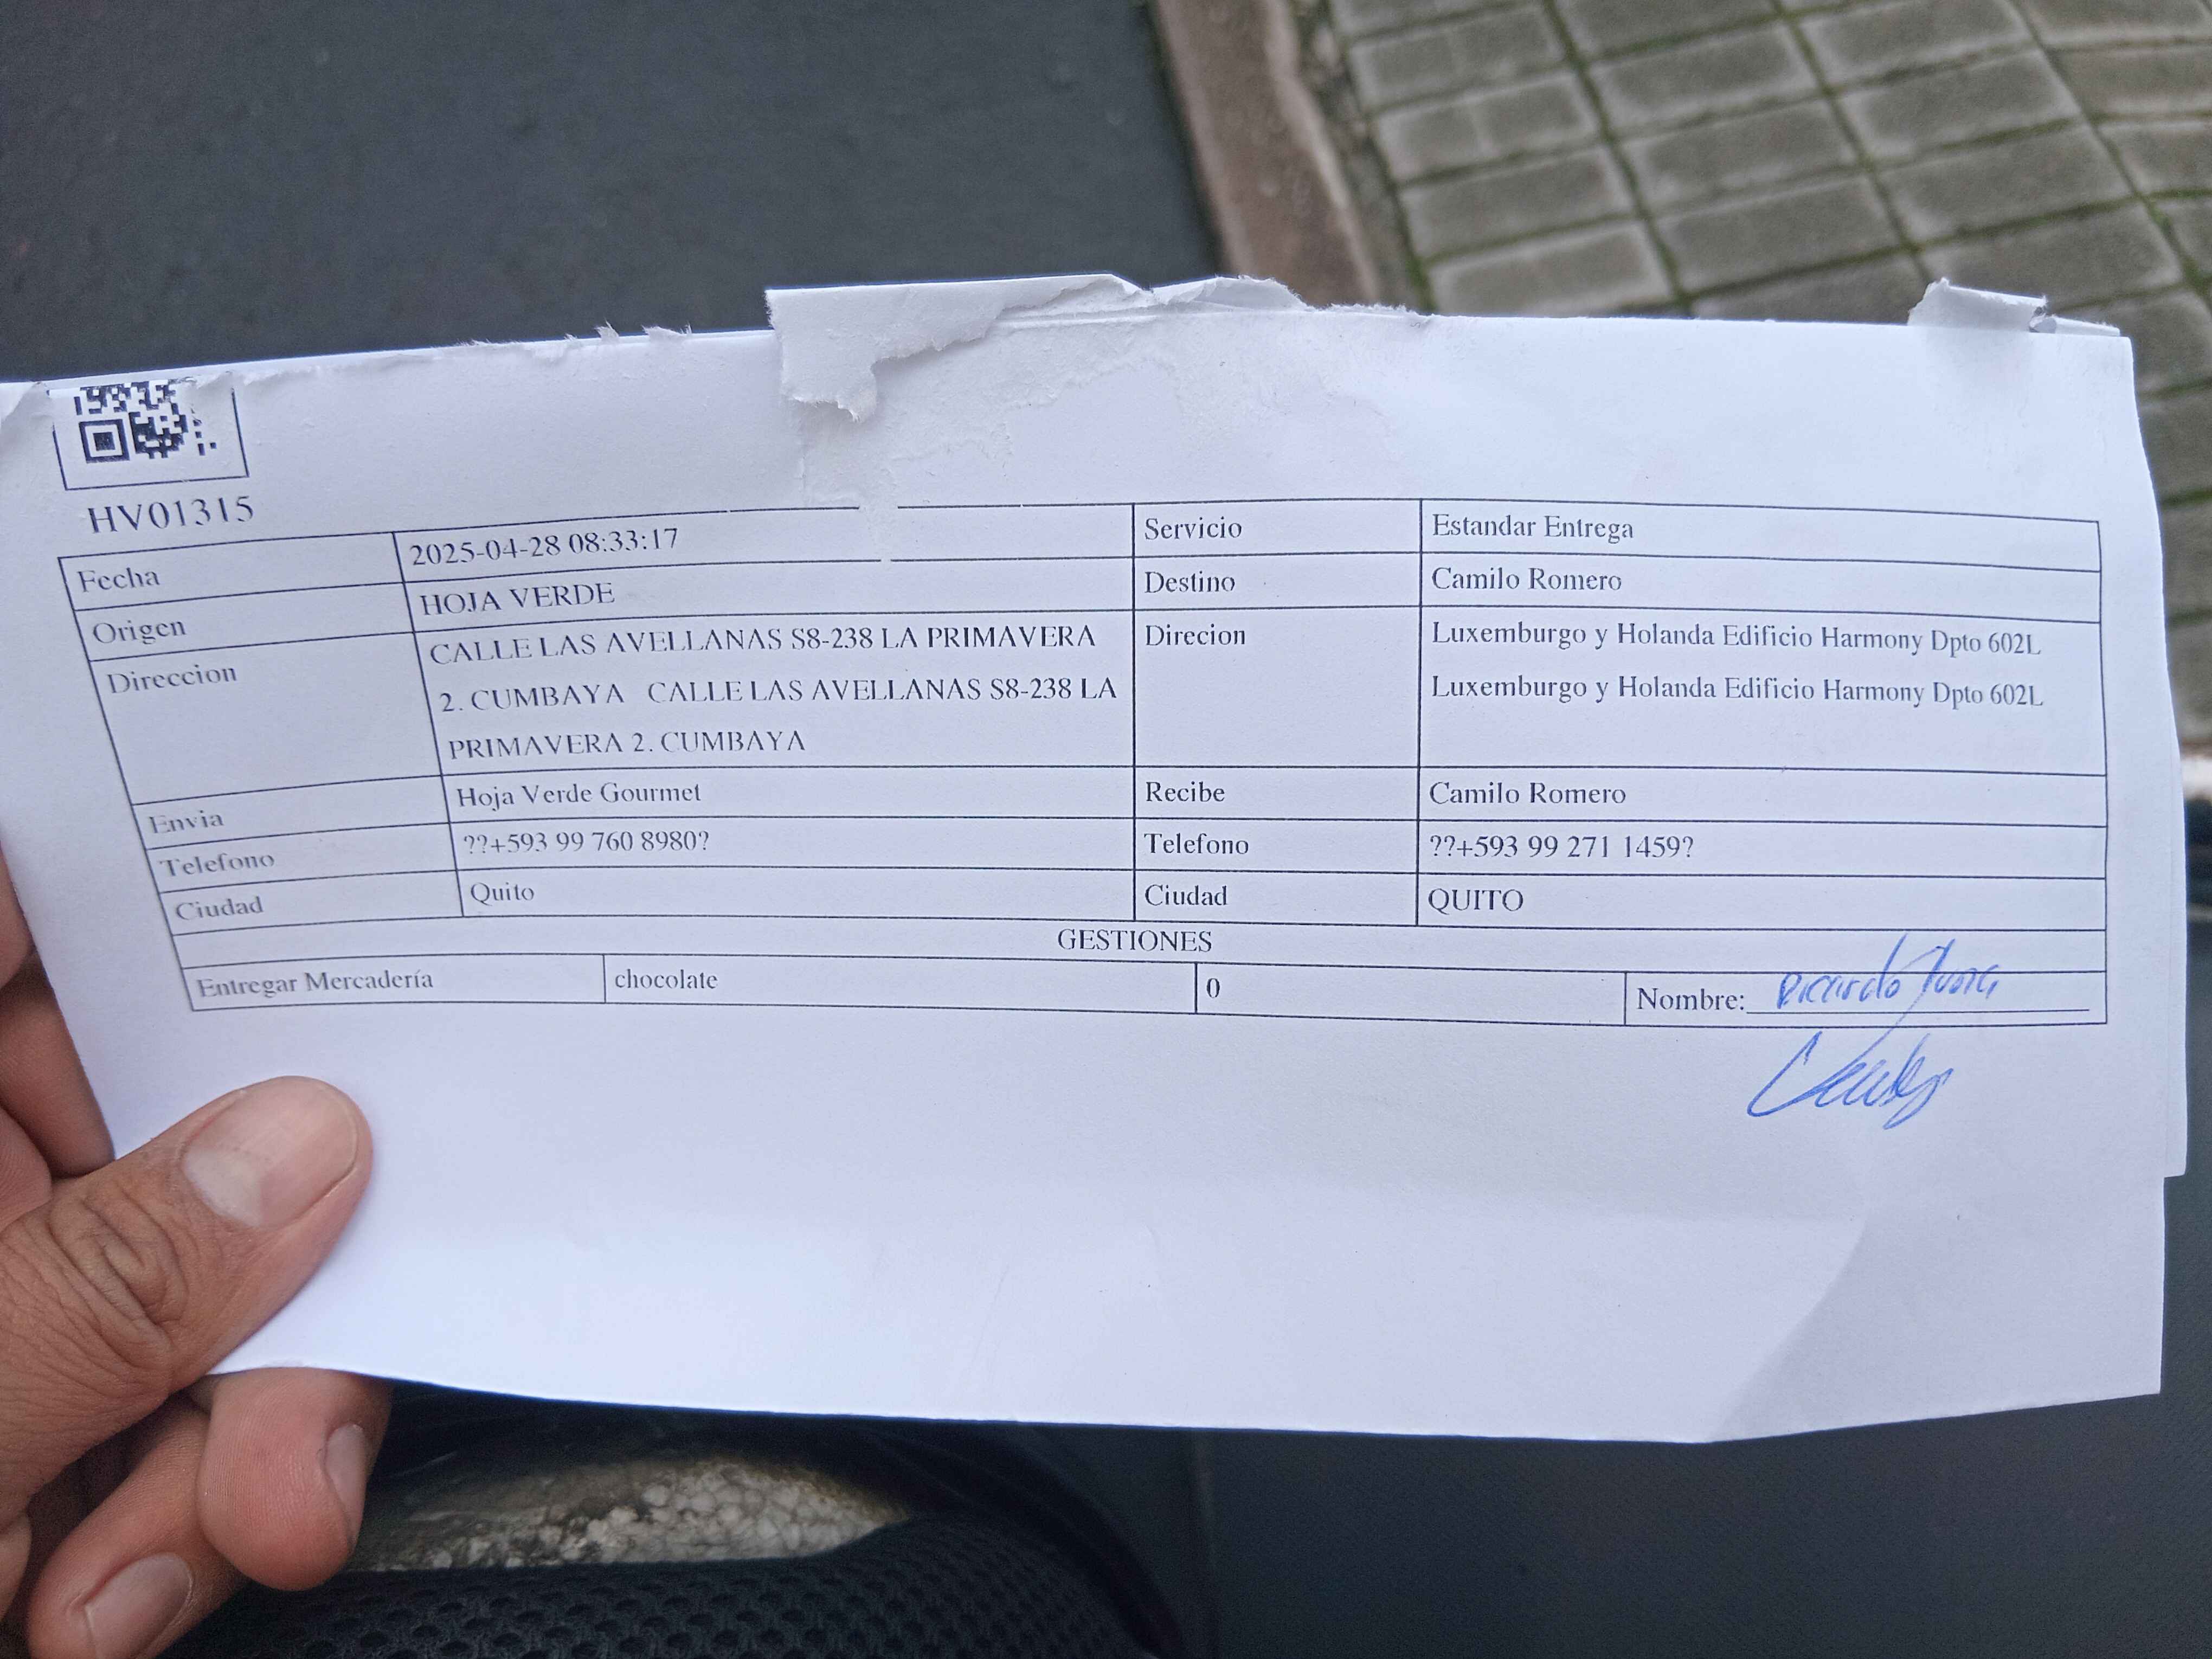 HV01315
Fecha 2025-04-28 08:33:17 Servicio Estandar Entrega
Origen HOJA VERDE Destino Camilo Romero
Direccion CALLE LAS AVELLANAS S8-238 LA PRIMAVERA Direcion Luxemburgo y Holanda Edificio Harmony Dpto 602L
2. CUMBAYA CALLE LAS AVELLANAS S8-238 LA Luxemburgo y Holanda Edificio Harmony Dpto 602L
PRIMAVERA 2. CUMBAYA
Envia Hoja Verde Gourmet Recibe Camilo Romero
Telefono ??+593 99 760 8980? Telefono ??+593 99 271 1459?
Ciudad Quito Ciudad QUITO
GESTIONES
Entregar Mercadería chocolate 0 Nombre: Ricardo